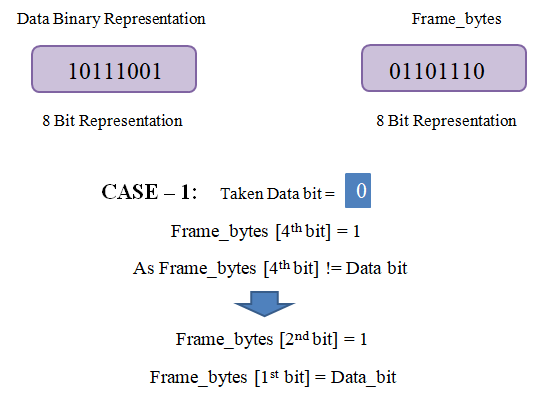 Data Binary Representation
Frame_bytes
10111001
01101110
8 Bit Representation
8 Bit Representation
CASE – 1: Taken Data bit = 0
Frame_bytes [4th bit] = 1
As Frame_bytes [4th bit] != Data bit
Frame_bytes [2nd bit] = 1
Frame_bytes [1st bit] = Data_bit